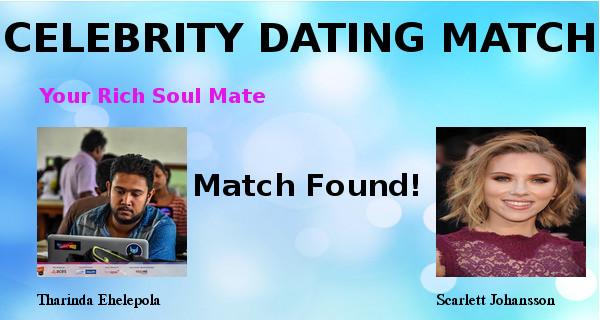 CELEBRITY DATING MATCH
Your Rich Soul Mate
Match Found!
Tharinda Ehelepola
Scarlett Johansson